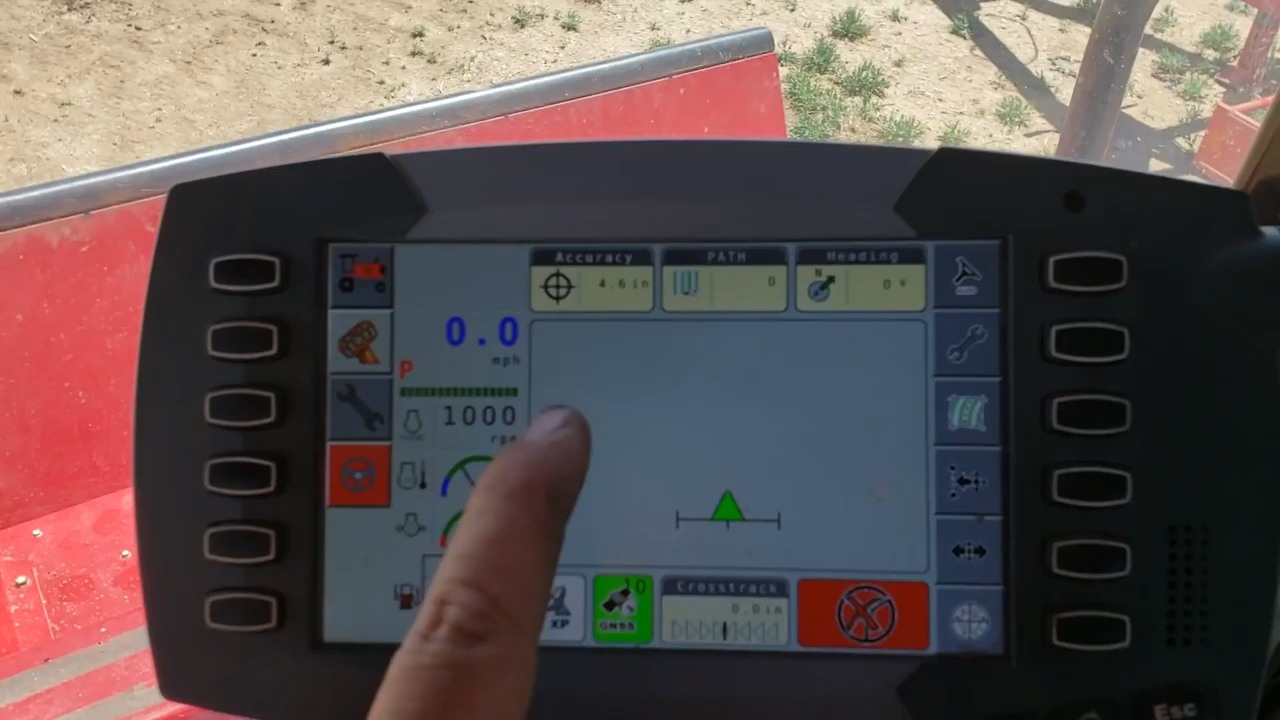 Accuracy
4.6 in
PATH
0
Heading
N
0 º
0.0
mph
P
1000
XP
10
GNSS
Crosstrack
0.0 in
Esc